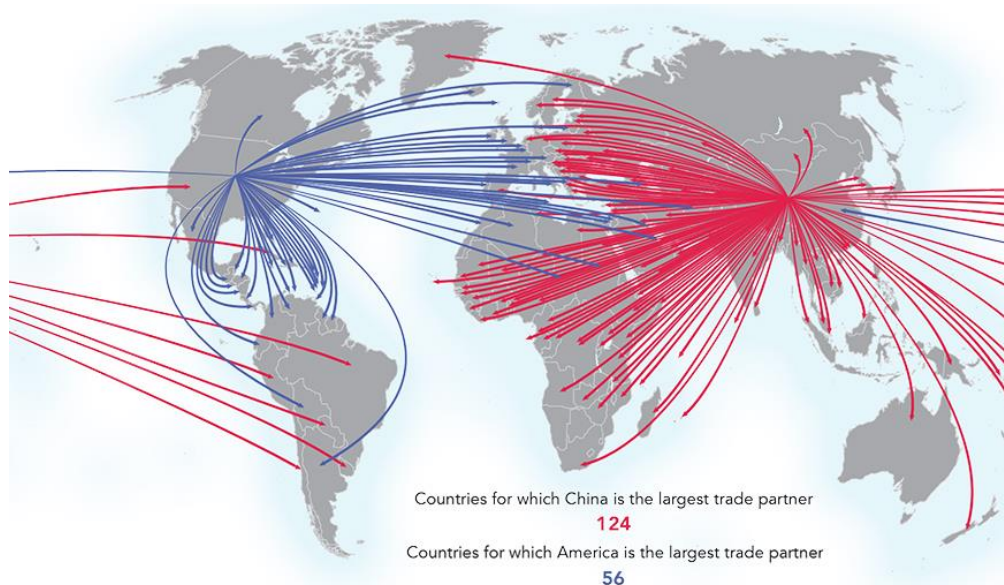 Countries for which China is the largest trade partner
124
Countries for which America is the largest trade partner
56